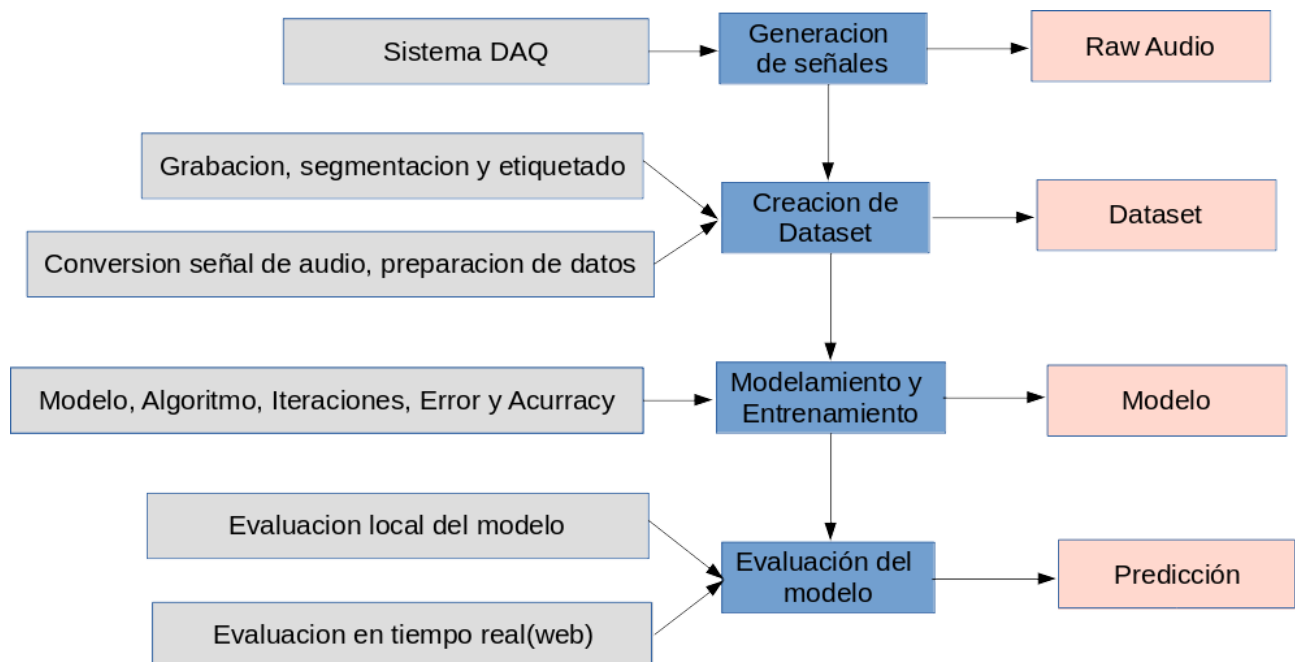 Sistema DAQ
Generacion
de señales
Raw Audio
Grabacion, segmentacion y etiquetado
Creacion de
Dataset
Dataset
Conversion señal de audio, preparacion de datos
Modelo, Algoritmo, Iteraciones, Error y Acurracy
Modelamiento y
Entrenamiento
Modelo
Evaluacion local del modelo
Evaluación del
modelo
Predicción
Evaluacion en tiempo real(web)